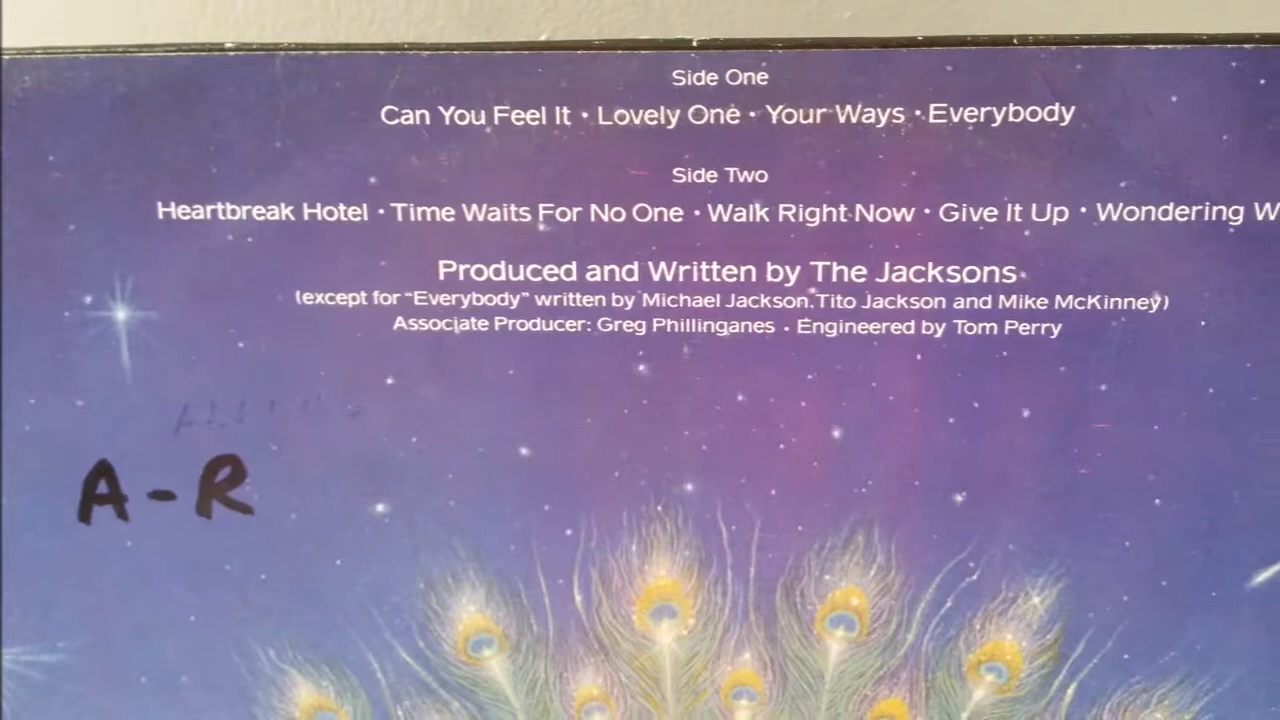 Side One
Can You Feel It • Lovely One • Your Ways • Everybody
Side Two
Heartbreak Hotel • Time Waits For No One • Walk Right Now • Give It Up • Wondering W
Produced and Written by The Jacksons
(except for "Everybody" written by Michael Jackson, Tito Jackson and Mike McKinney)
Associate Producer: Greg Phillinganes • Engineered by Tom Perry
A-R